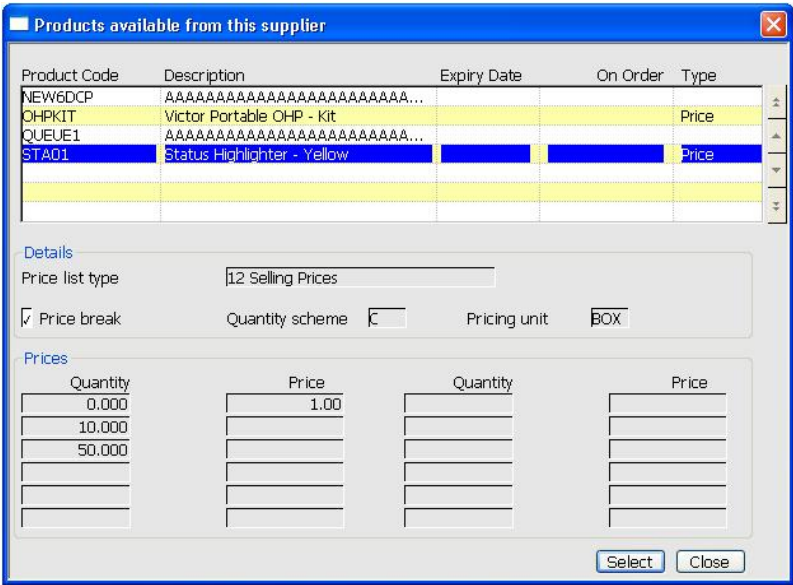 Products available from this supplier
Product Code Description Expiry Date On Order Type
NEW6DCP AAAAAAAAAAAAAAAAAAAAAAAAA...
OHPKIT Victor Portable OHP - Kit Price
QUEUE1 AAAAAAAAAAAAAAAAAAAAAAAAA...
STA01 Status Highlighter - Yellow Price
Details
Price list type 12 Selling Prices
Price break Quantity scheme C Pricing unit BOX
Prices
Quantity Price Quantity Price
0.000 1.00
10.000
50.000
Select Close